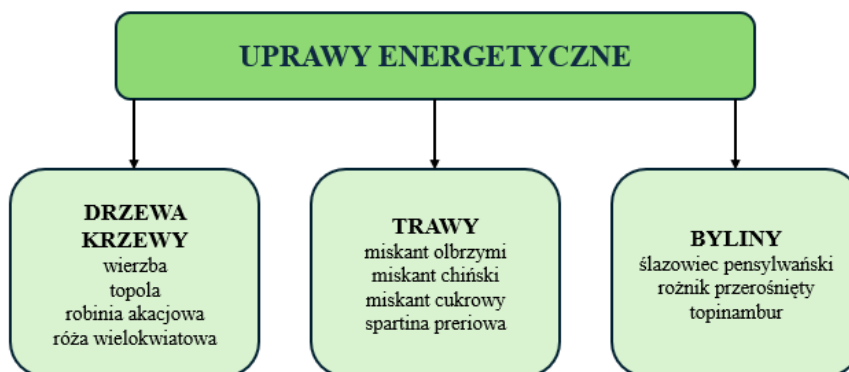 UPRAWY ENERGETYCZNE
DRZEWA
KRZEWY
wierzba
topola
robinia akacjowa
róża wielokwiatowa
TRAWY
miskant olbrzymi
miskant chiński
miskant cukrowy
spartina preriowa
BYLINY
ślazowiec pensylwański
rożnik przerośnięty
topinambur